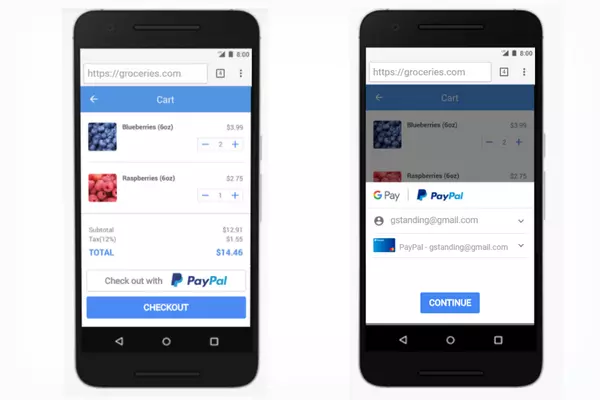 8:00
https://groceries.com
Cart
Blueberries (6oz) $3.99
2
Raspberries (6oz) $2.75
1
Subtotal $12.91
Tax(12%) $1.55
TOTAL $14.46
Check out with PayPal
CHECKOUT
8:00
https://groceries.com
Cart
Blueberries (6oz) $3.99
2
Raspberries (6oz) $2.75
G Pay PayPal
gstanding@gmail.com
PayPal - gstanding@gmail.com
CONTINUE